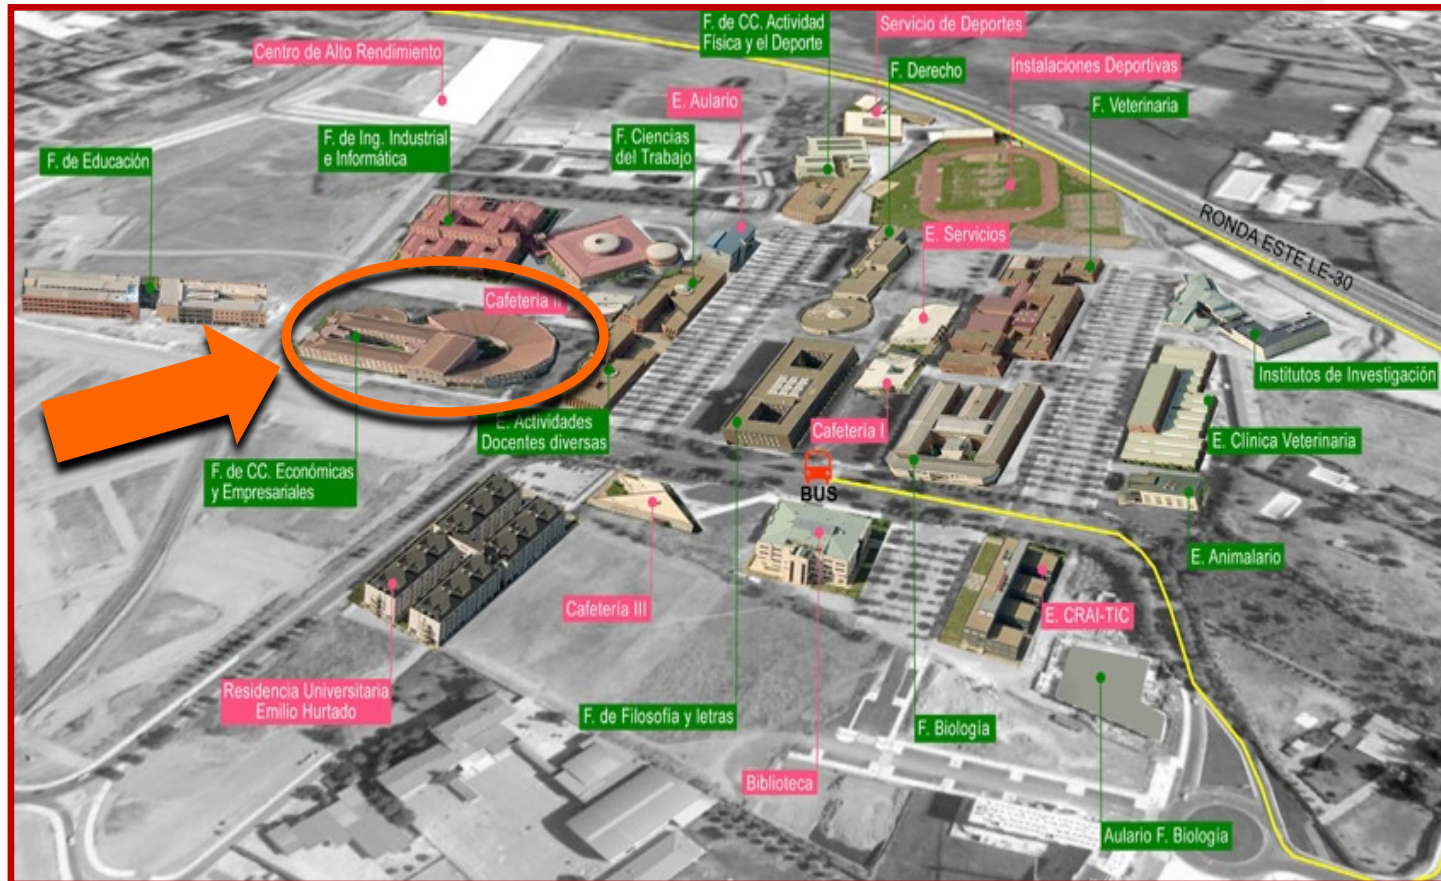 F. de CC. Actividad
Física y el Deporte
Servicio de Deportes
Centro de Alto Rendimiento
F. Derecho
Instalaciones Deportivas
E. Aulario
F. Veterinaria
F. de Ing. Industrial
e Informática
F. Ciencias
del Trabajo
F. de Educación
RONDA ESTE LE-30
E. Servicios
Cafetería II
Institutos de Investigación
E. Actividades
Docentes diversas
Cafetería I
E. Clínica Veterinaria
F. de CC. Económicas
y Empresariales
BUS
E. Animalario
Cafetería III
E. CRAI-TIC
Residencia Universitaria
Emilio Hurtado
F. de Filosofía y letras
F. Biología
Biblioteca
Aulario F. Biología